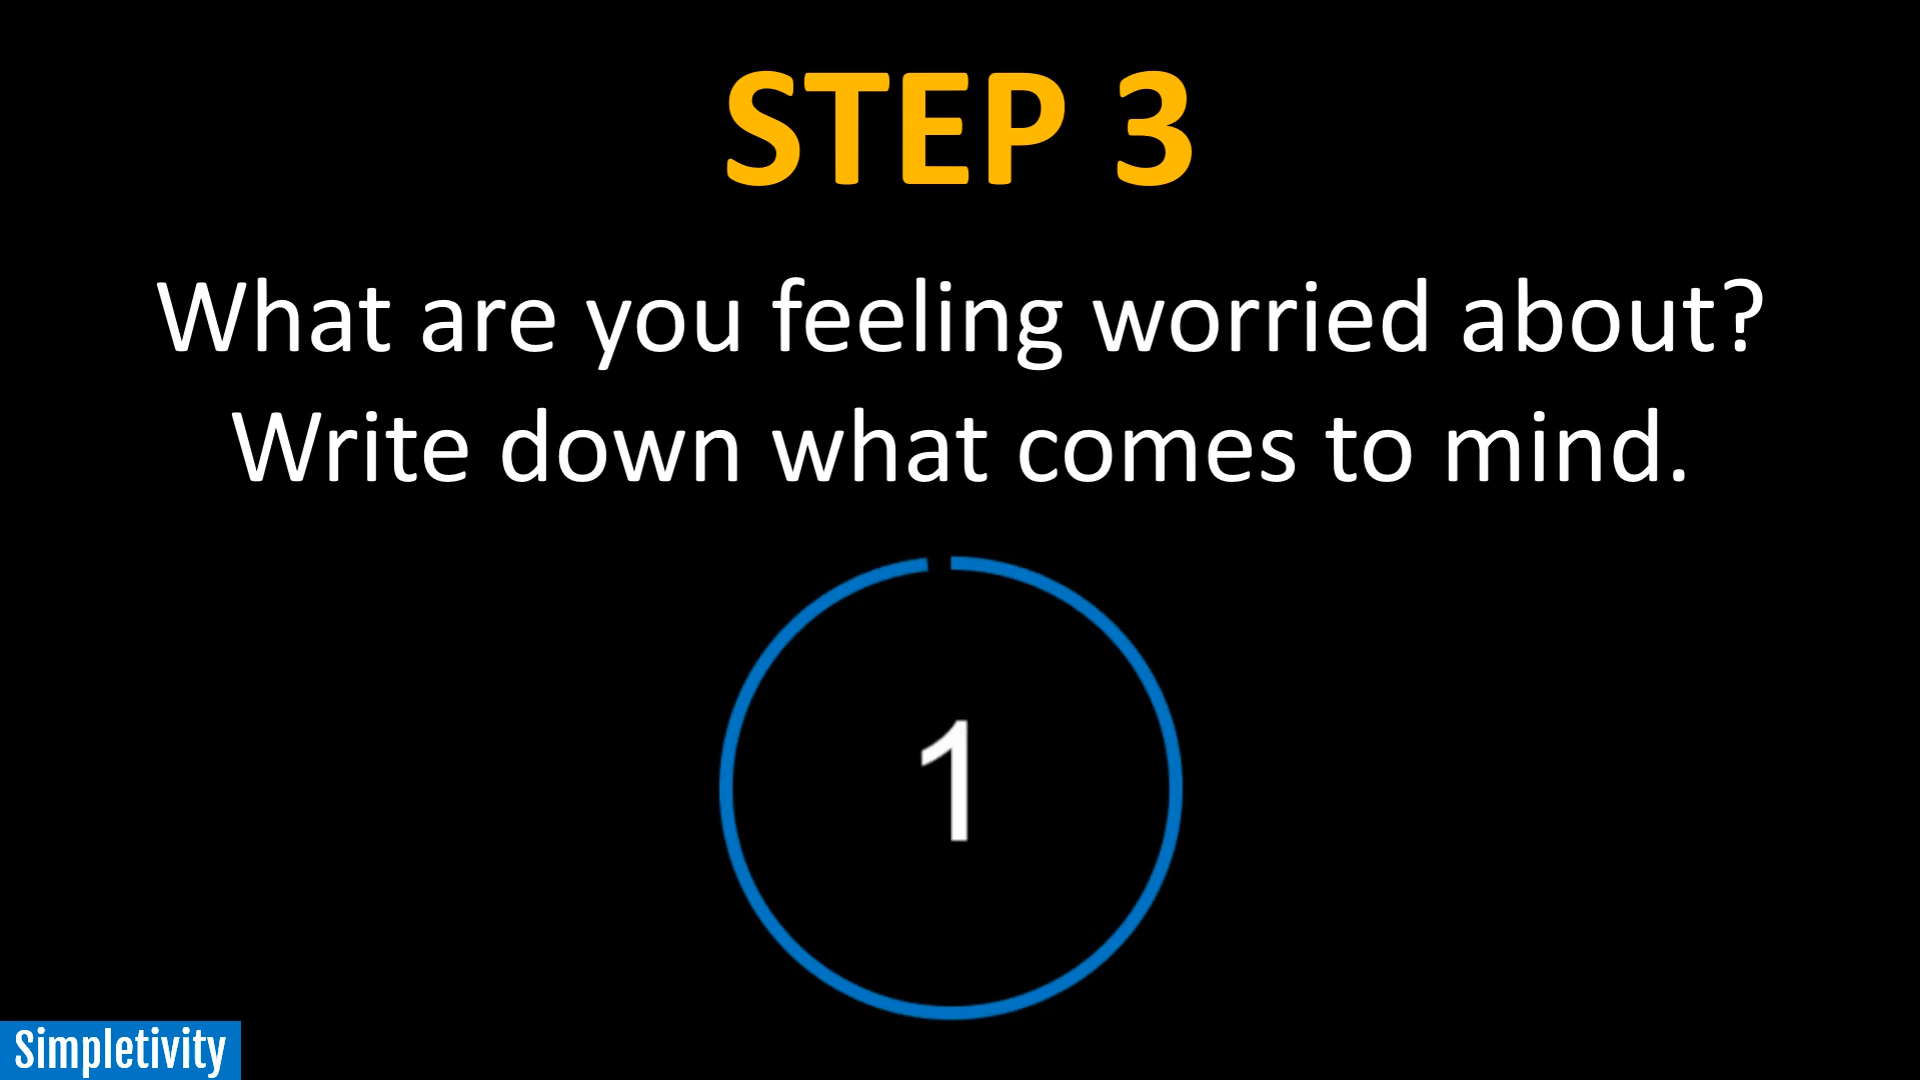 STEP 3
What are you feeling worried about?
Write down what comes to mind.
1
Simpletivity